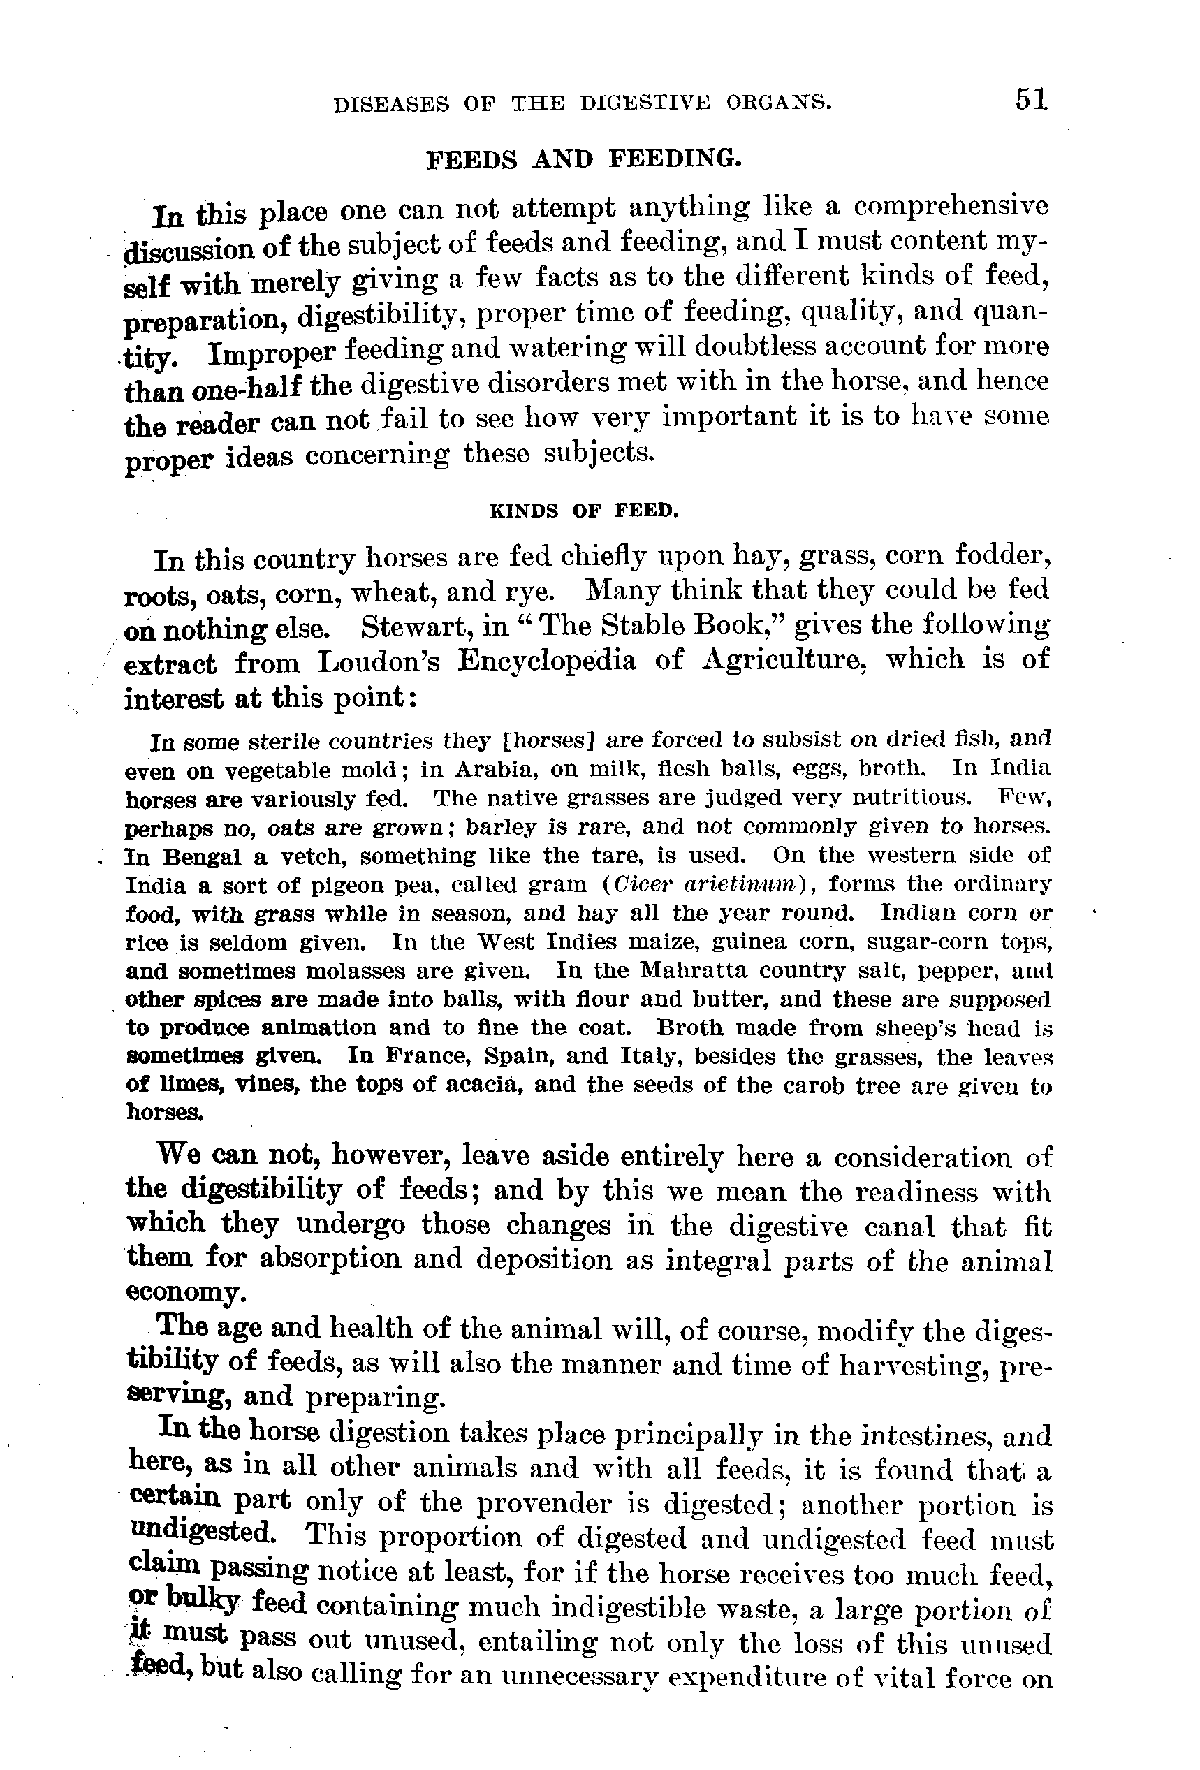 DISEASES OF THE DIGESTIVE ORGANS. 51
FEEDS AND FEEDING.
In this place one can not attempt anything like a comprehensive
discussion of the subject of feeds and feeding, and I must content my-
self with merely giving a few facts as to the different kinds of feed,
preparation, digestibility, proper time of feeding, quality, and quan-
tity. Improper feeding and watering will doubtless account for more
than one-half the digestive disorders met with in the horse, and hence
the reader can not fail to see how very important it is to have some
proper ideas concerning these subjects.
KINDS OF FEED.
In this country horses are fed chiefly upon hay, grass, corn fodder,
roots, oats, corn, wheat, and rye. Many think that they could be fed
on nothing else. Stewart, in "The Stable Book," gives the following
extract from Loudon's Encyclopedia of Agriculture, which is of
interest at this point:
In some sterile countries they [horses] are forced to subsist on dried fish, and
even on vegetable mold; in Arabia, on milk, flesh balls, eggs, broth. In India
horses are variously fed. The native grasses are judged very nutritious. Few,
perhaps no, oats are grown; barley is rare, and not commonly given to horses.
In Bengal a vetch, something like the tare, is used. On the western side of
India a sort of pigeon pea, called gram (Cicer arietinum), forms the ordinary
food, with grass while in season, and hay all the year round. Indian corn or
rice is seldom given. In the West Indies maize, guinea corn, sugar-corn tops,
and sometimes molasses are given. In the Mahratta country salt, pepper, and
other spices are made into balls, with flour and butter, and these are supposed
to produce animation and to fine the coat. Broth made from sheep's head is
sometimes given. In France, Spain, and Italy, besides the grasses, the leaves
of limes, vines, the tops of acacia, and the seeds of the carob tree are given to
horses.
We can not, however, leave aside entirely here a consideration of
the digestibility of feeds; and by this we mean the readiness with
which they undergo those changes in the digestive canal that fit
them for absorption and deposition as integral parts of the animal
economy.
The age and health of the animal will, of course, modify the diges-
tibility of feeds, as will also the manner and time of harvesting, pre-
serving, and preparing.
In the horse digestion takes place principally in the intestines, and
here, as in all other animals and with all feeds, it is found that a
certain part only of the provender is digested; another portion is
undigested. This proportion of digested and undigested feed must
claim passing notice at least, for if the horse receives too much feed,
or bulky feed containing much indigestible waste, a large portion of
it must pass out unused, entailing not only the loss of this unused
feed, but also calling for an unnecessary expenditure of vital force on